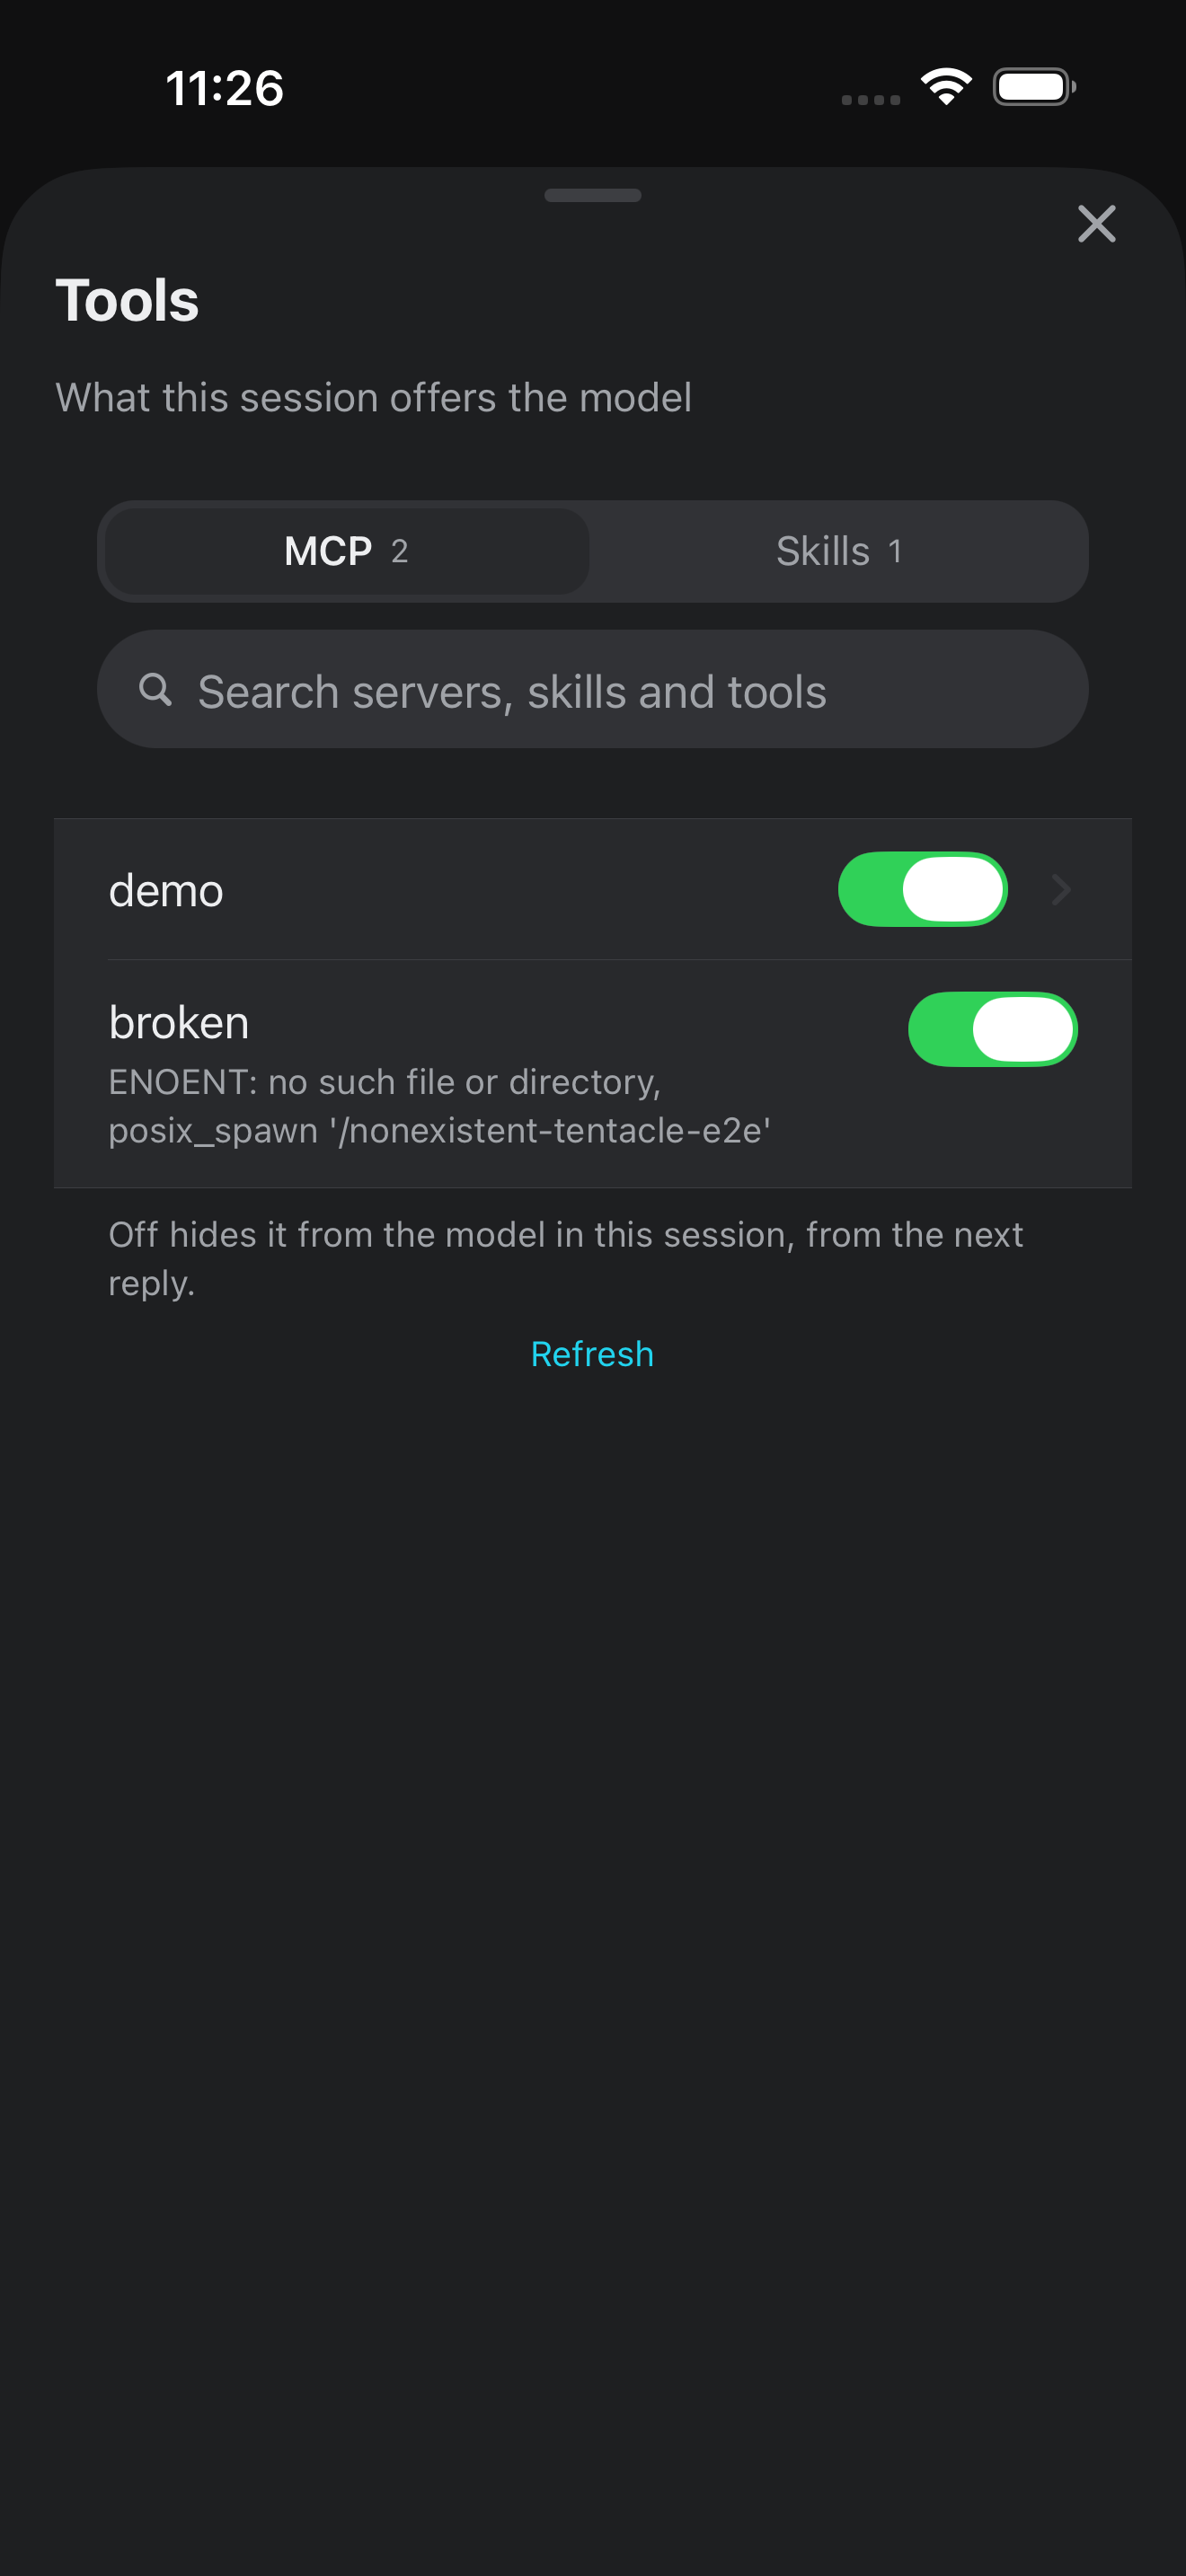 11:26
Tools
What this session offers the model
MCP 2
Skills 1
Search servers, skills and tools
demo
broken
ENOENT: no such file or directory,
posix_spawn '/nonexistent-tentacle-e2e'
Off hides it from the model in this session, from the next
reply.
Refresh